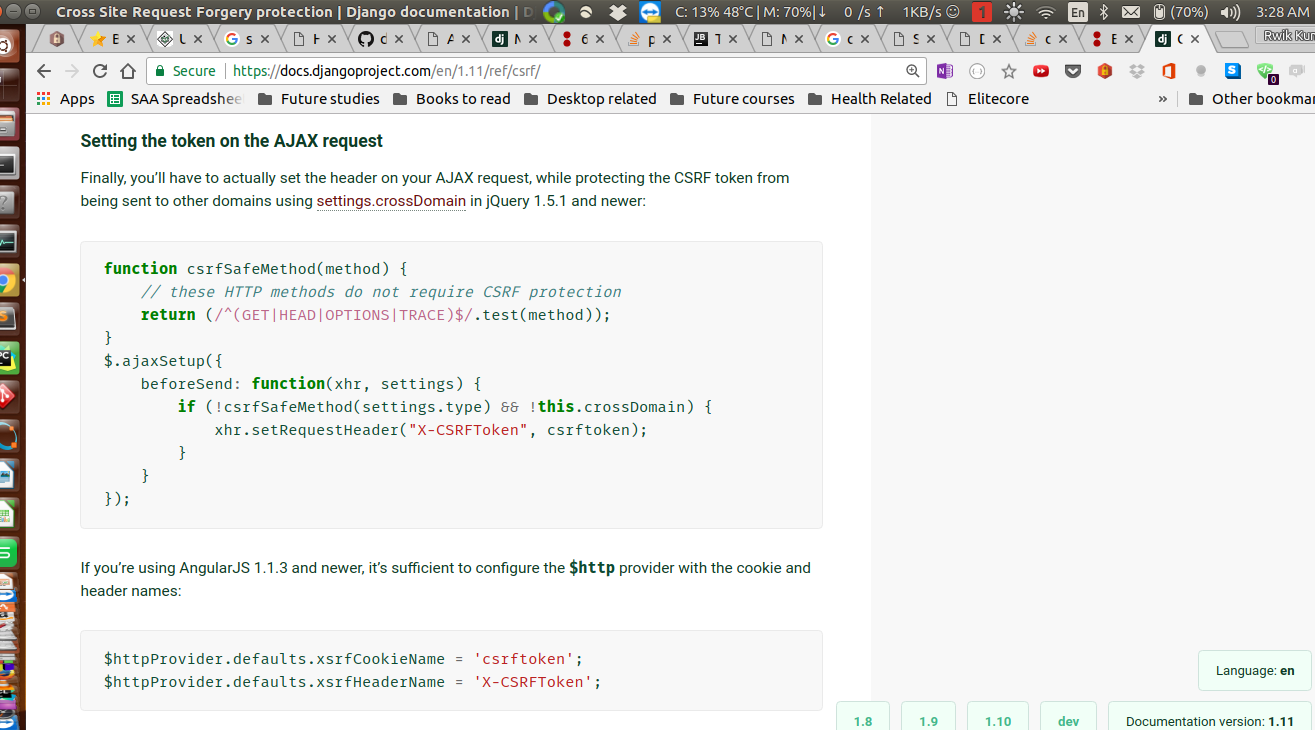 Cross Site Request Forgery protection | Django documentation | D
C: 13% 48°C | M: 70%|↓ 0 /s ↑ 1KB/s ☺ 1 En (70%) 3:28 AM
E × U × G s × H × d × A × dj × 6 × p × JB T × × G c × S × D × c × E × dj C × Rwik Kum
Secure https://docs.djangoproject.com/en/1.11/ref/csrf/
Apps SAA Spreadshee Future studies Books to read Desktop related Future courses Health Related Elitecore » Other bookmar
Setting the token on the AJAX request
Finally, you’ll have to actually set the header on your AJAX request, while protecting the CSRF token from
being sent to other domains using settings.crossDomain in jQuery 1.5.1 and newer:
function csrfSafeMethod(method) {
// these HTTP methods do not require CSRF protection
return (/^(GET|HEAD|OPTIONS|TRACE)$/.test(method));
}
$.ajaxSetup({
beforeSend: function(xhr, settings) {
if (!csrfSafeMethod(settings.type) && !this.crossDomain) {
xhr.setRequestHeader("X-CSRFToken", csrftoken);
}
}
});
If you’re using AngularJS 1.1.3 and newer, it’s sufficient to configure the $http provider with the cookie and
header names:
$httpProvider.defaults.xsrfCookieName = 'csrftoken';
$httpProvider.defaults.xsrfHeaderName = 'X-CSRFToken';
Language: en
1.8 1.9 1.10 dev Documentation version: 1.11